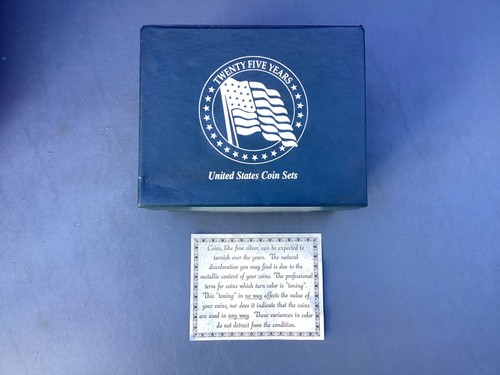 TWENTY FIVE YEARS
United States Coin Sets
Coins, like fine silver, can be expected to
tarnish over the years. The natural
discoloration you may find is due to the
metallic content of your coins. The professional
term for coins which turn color is "toning".
This "toning" in no way affects the value of
your coins, nor does it indicate that the coins
are used in any way. These variances in color
do not detract from the condition.